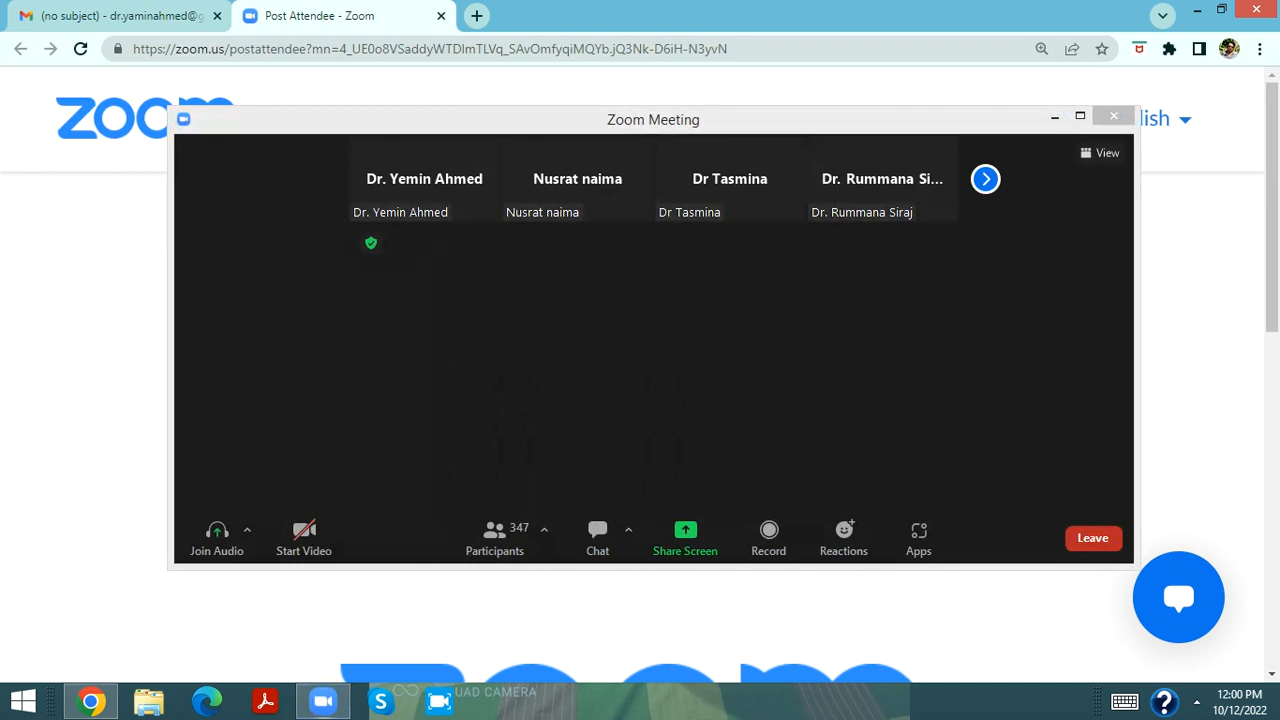 (no subject) - dr.yaminahmed@g
Post Attendee - Zoom
https://zoom.us/postattendee?mn=4_UE0o8VSaddyWTDImTLVq_SAvOmfyqiMQYb.jQ3Nk-D6iH-N3yvN
zoom
lish
Zoom Meeting
View
Dr. Yemin Ahmed
Nusrat naima
Dr Tasmina
Dr. Rummana Si...
Dr. Yemin Ahmed
Nusrat naima
Dr Tasmina
Dr. Rummana Siraj
347
Join Audio
Start Video
Participants
Chat
Share Screen
Record
Reactions
Apps
Leave
UAD CAMERA
12:00 PM
10/12/2022